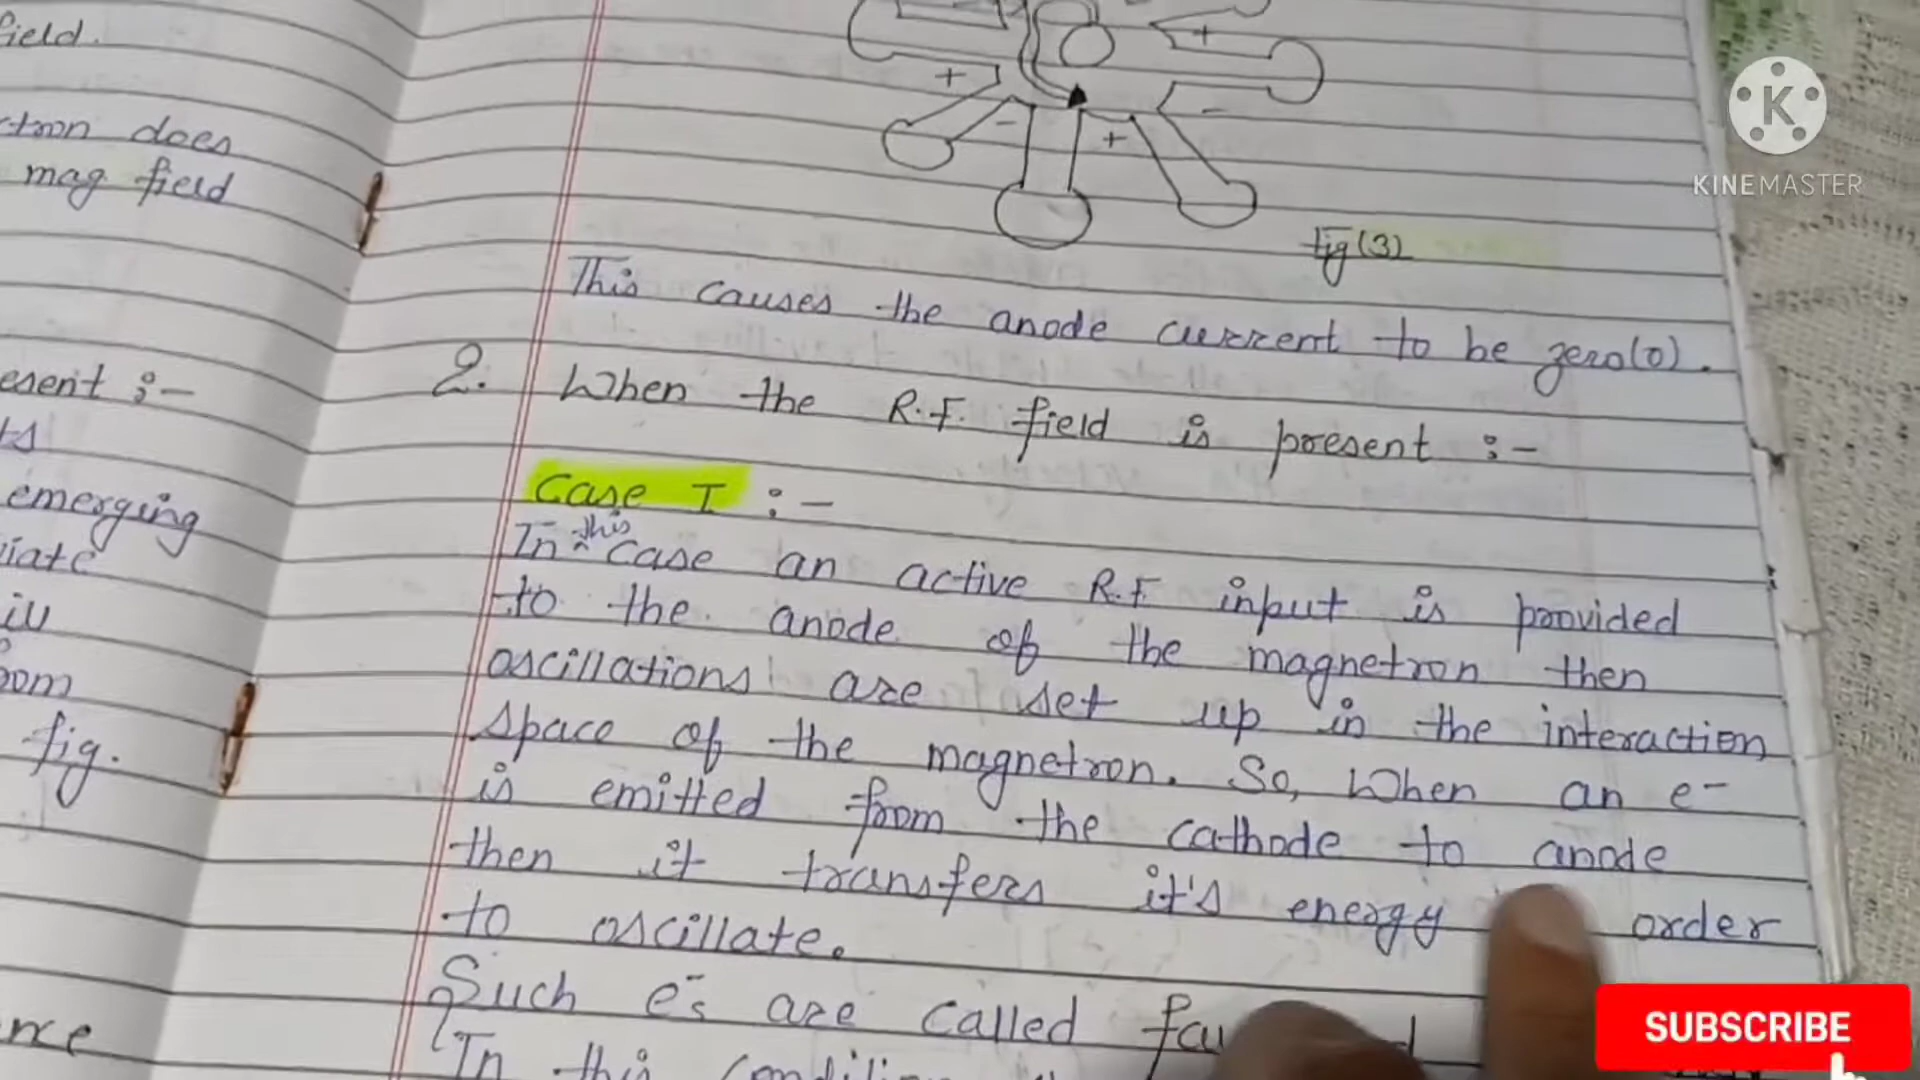 field.
does
mag field
emerging
fig.
fig(3)
This causes the anode current to be zero(0).
2. When the R.F. field is present :-
Case I :-
In this case an active R.F input is provided
to the anode of the magnetron then
oscillations are set up in the interaction
space of the magnetron. So, When an e-
is emitted from the cathode to anode
then it transfers it's energy order
to oscillate.
Such e-s are called
In this
KINEMASTER
SUBSCRIBE